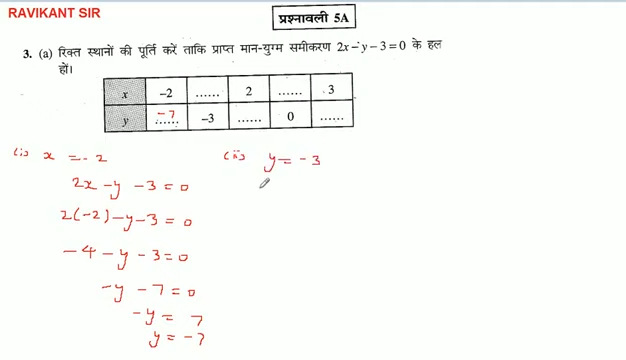 RAVIKANT SIR
प्रश्नावली 5A
3. (a) रिक्त स्थानों की पूर्ति करें ताकि प्राप्त मान-युग्म समीकरण 2x – y – 3 = 0 के हल
हों।
x –2 ...... 2 ...... 3
y –7 ...... –3 ...... 0 ......
(i) x = -2 (ii) y = -3
2x - y - 3 = 0
2(-2) - y - 3 = 0
-4 - y - 3 = 0
-y - 7 = 0
-y = 7
y = -7